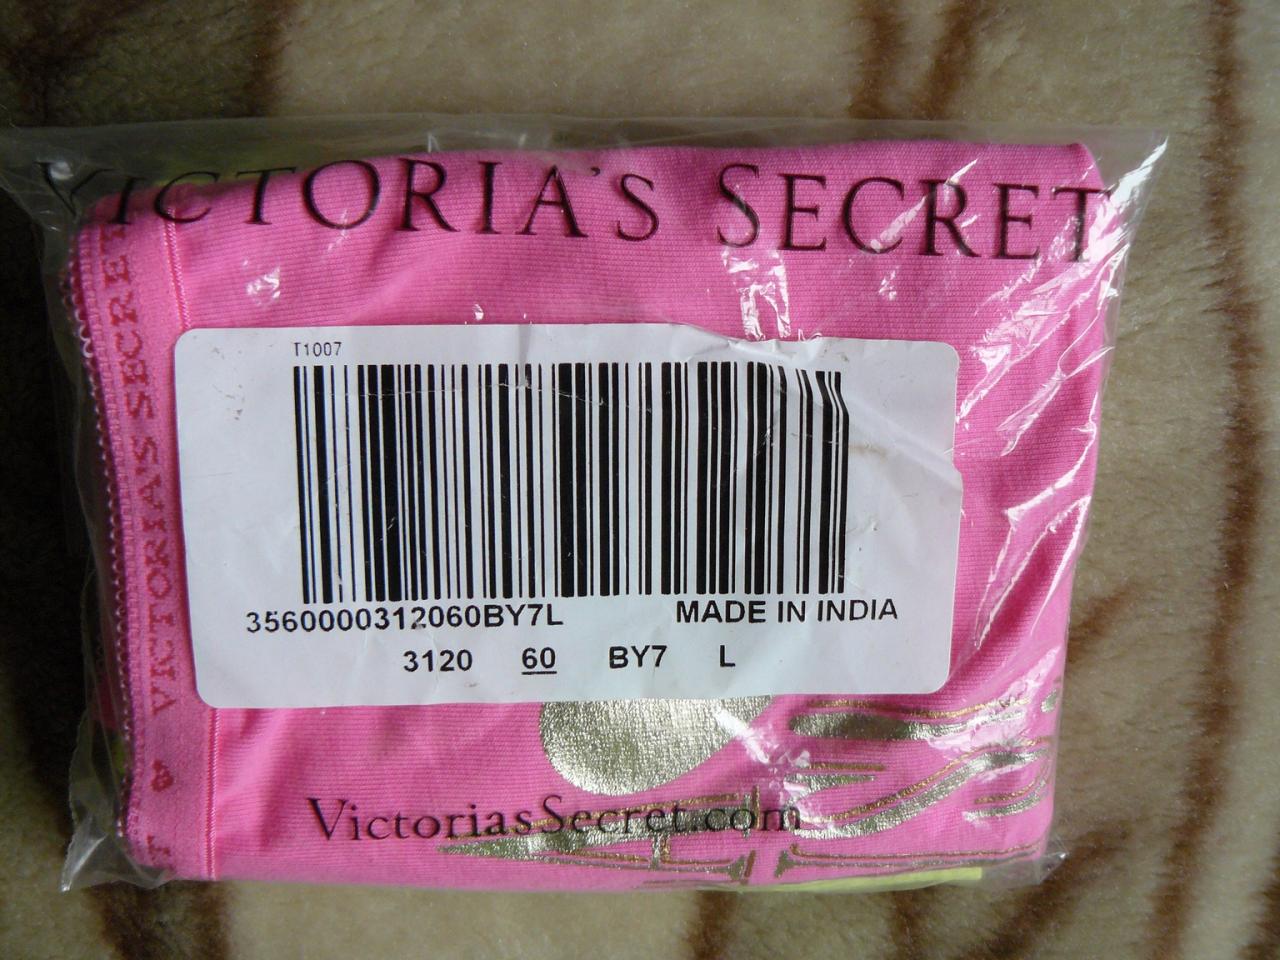 VICTORIA'S SECRET
VICTORIA'S SECRET
T1007
3560000312060BY7L MADE IN INDIA
3120 60 BY7 L
VictoriasSecret.com